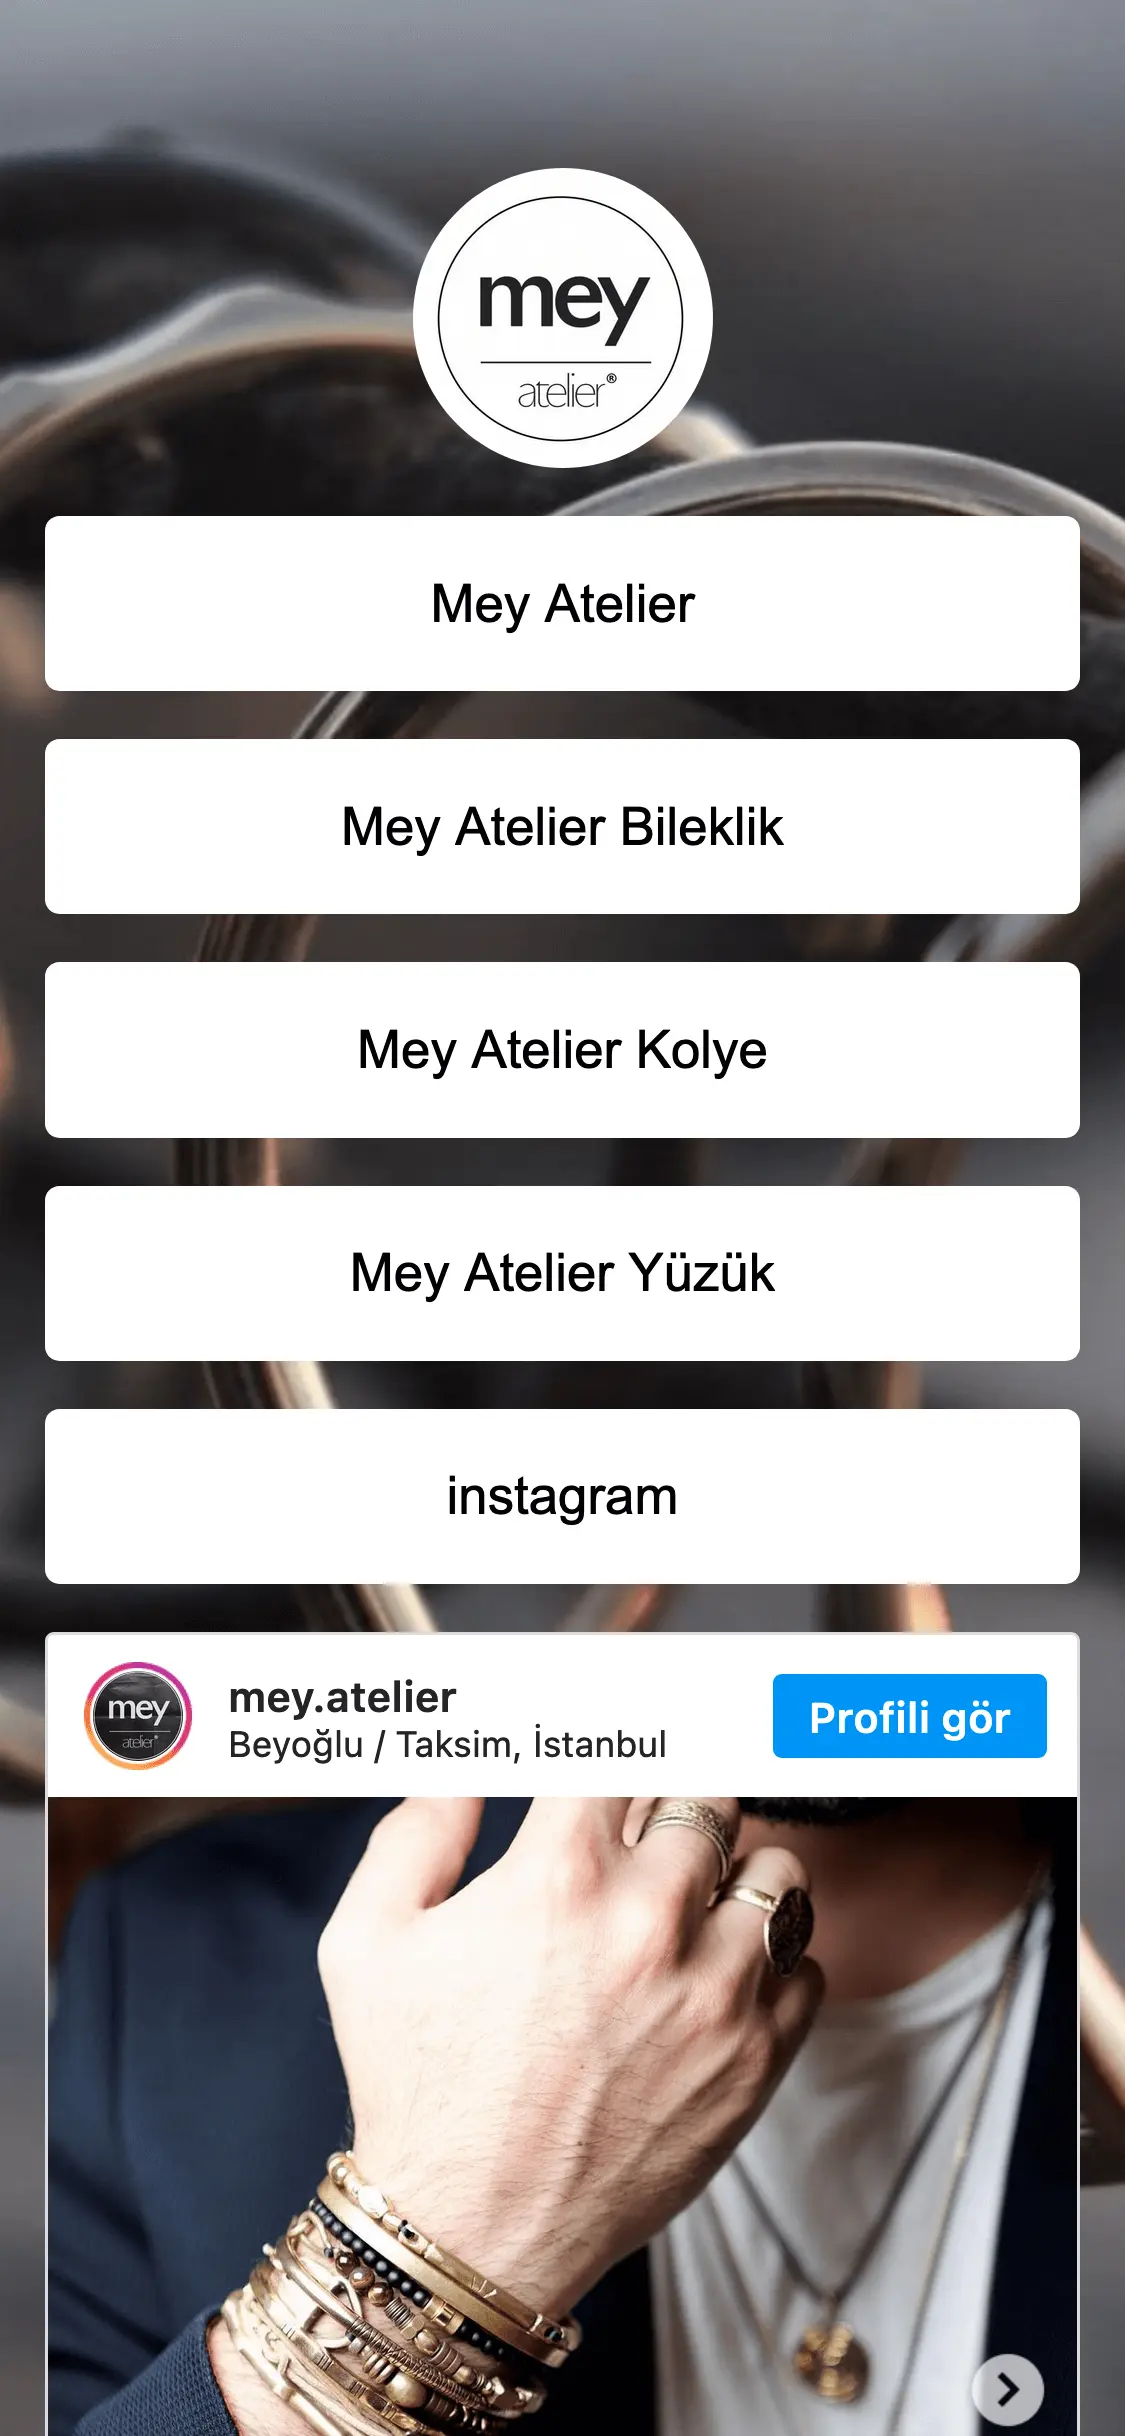 mey
atelier®
Mey Atelier
Mey Atelier Bileklik
Mey Atelier Kolye
Mey Atelier Yüzük
instagram
mey
atelier®
mey.atelier
Beyoğlu / Taksim, İstanbul
Profili gör